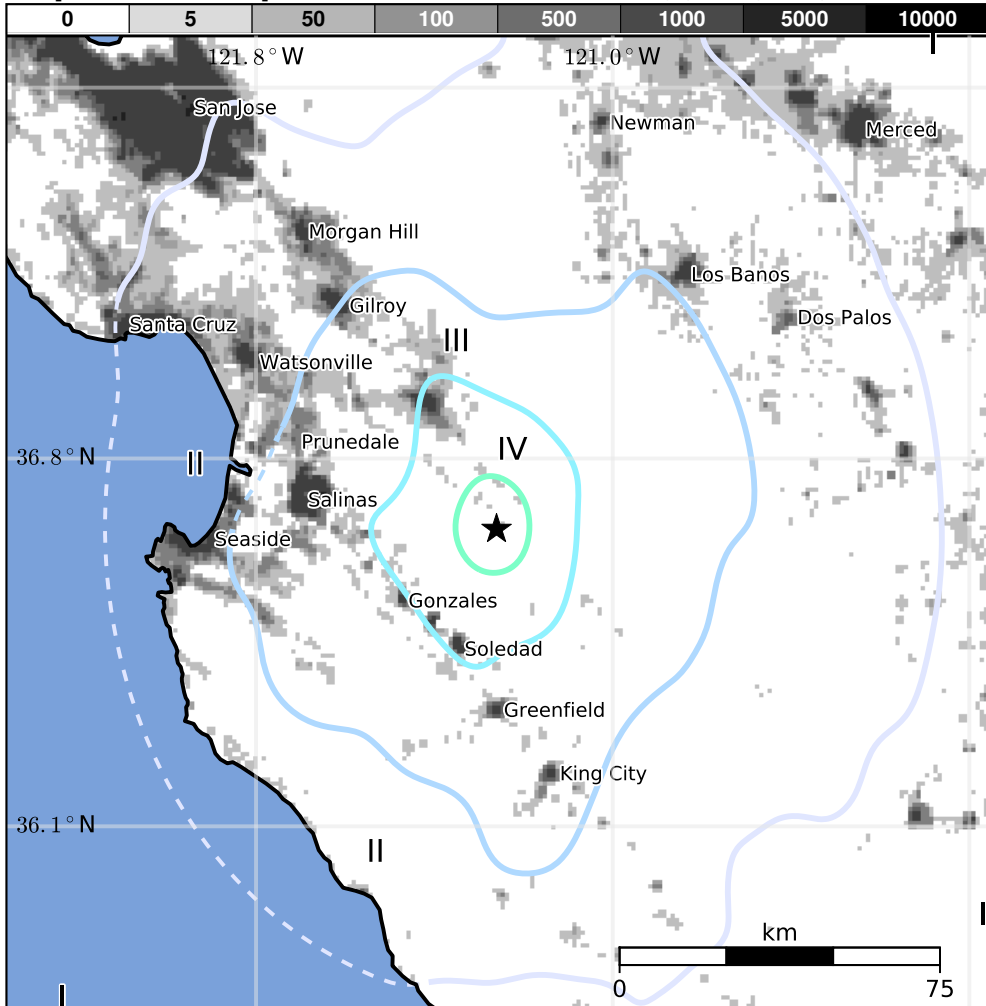 0 5 50 100 500 1000 5000 10000
121.8°W 121.0°W
San Jose
Newman
Merced
Morgan Hill
Los Banos
Gilroy
Dos Palos
Santa Cruz
III
Watsonville
Prunedale
IV
36.8°N
II
Salinas
Seaside
Gonzales
Soledad
Greenfield
King City
36.1°N
II
I
km
0 75
I